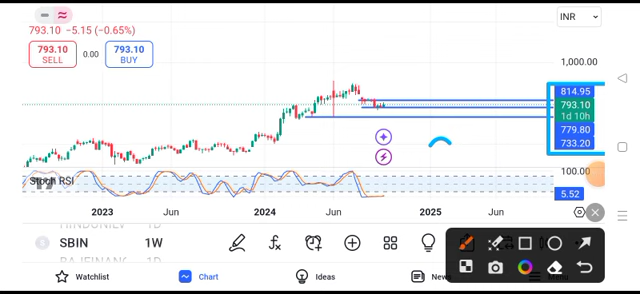 INR
793.10 −5.15 (−0.65%)
793.10
SELL
0.00
793.10
BUY
1,000.00
814.95
793.10
1d 10h
779.80
733.20
100.00
Stoch RSI
5.52
2023
Jun
2024
Jun
2025
Jun
SBIN
1W
Watchlist
Chart
Ideas
News